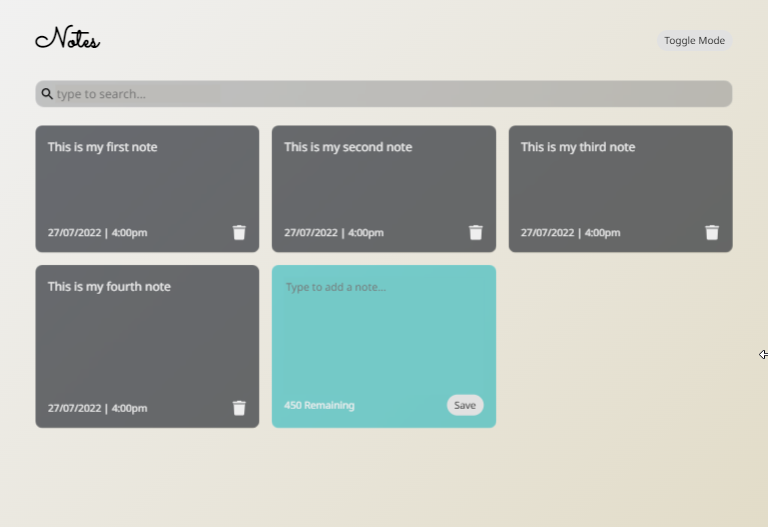 Notes
Toggle Mode
type to search...
This is my first note
27/07/2022 | 4:00pm
This is my second note
27/07/2022 | 4:00pm
This is my third note
27/07/2022 | 4:00pm
This is my fourth note
27/07/2022 | 4:00pm
Type to add a note...
450 Remaining
Save